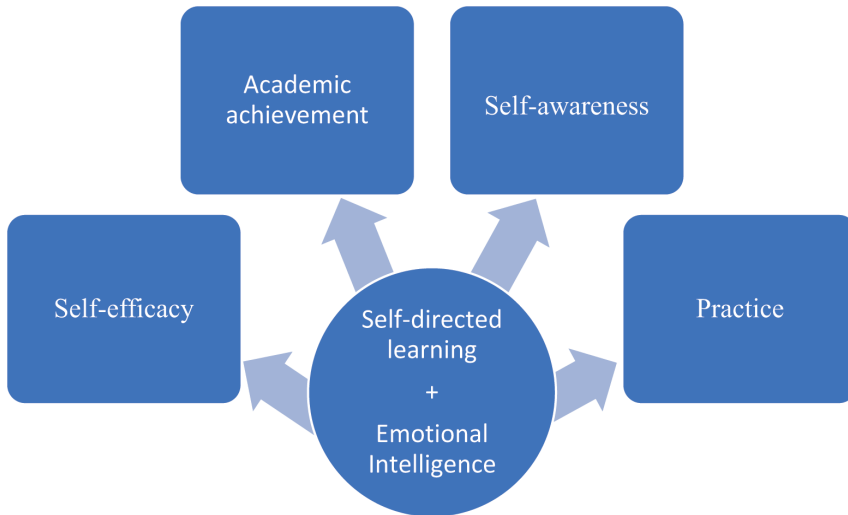 Academic
achievement
Self-awareness
Self-efficacy
Practice
Self-directed
learning
+
Emotional
Intelligence